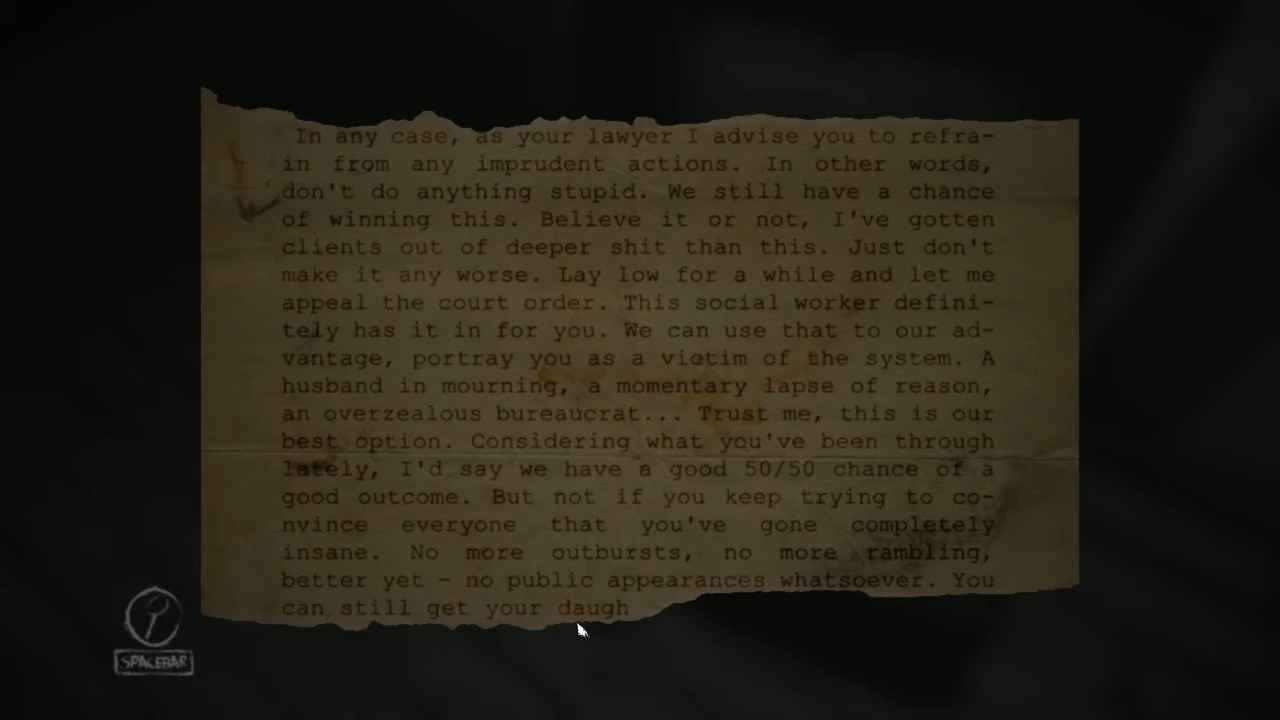 In any case, as your lawyer I advise you to refra-
in from any imprudent actions. In other words,
don't do anything stupid. We still have a chance
of winning this. Believe it or not, I've gotten
clients out of deeper shit than this. Just don't
make it any worse. Lay low for a while and let me
appeal the court order. This social worker defini-
tely has it in for you. We can use that to our ad-
vantage, portray you as a victim of the system. A
husband in mourning, a momentary lapse of reason,
an overzealous bureaucrat... Trust me, this is our
best option. Considering what you've been through
lately, I'd say we have a good 50/50 chance of a
good outcome. But not if you keep trying to co-
nvince everyone that you've gone completely
insane. No more outbursts, no more rambling,
better yet - no public appearances whatsoever. You
can still get your daugh
SPACEBAR